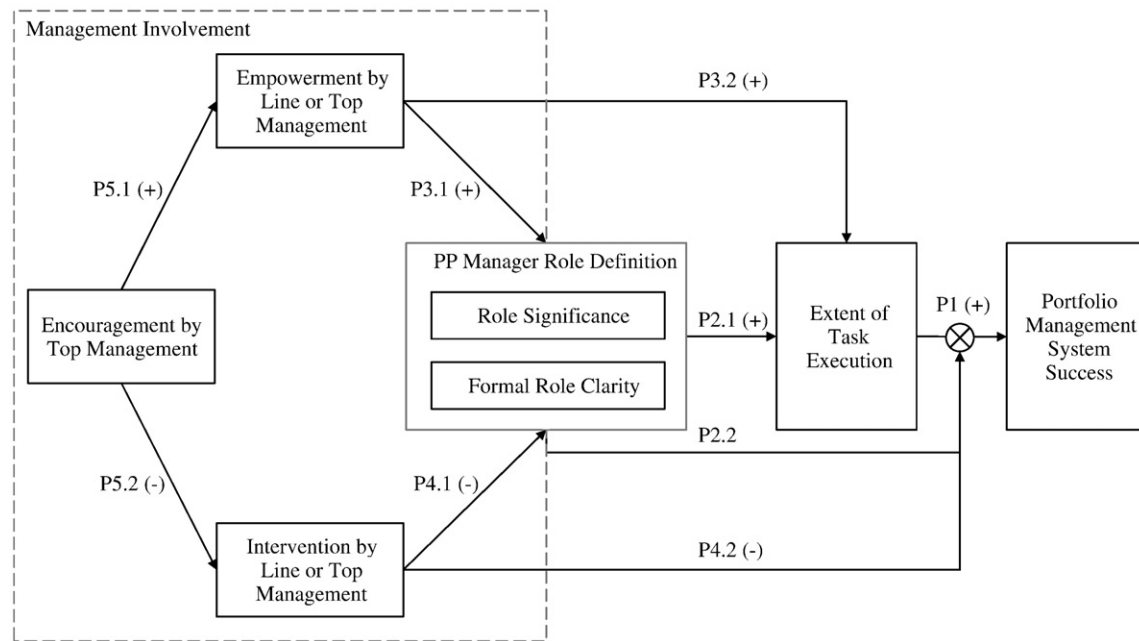 Management Involvement
Empowerment by
Line or Top
Management
P3.2 (+)
P5.1 (+)
P3.1 (+)
PP Manager Role Definition
Role Significance
Formal Role Clarity
Encouragement by
Top Management
P2.1 (+)
Extent of
Task
Execution
P1 (+)
Portfolio
Management
System
Success
P2.2
P5.2 (-)
P4.1 (-)
Intervention by
Line or Top
Management
P4.2 (-)